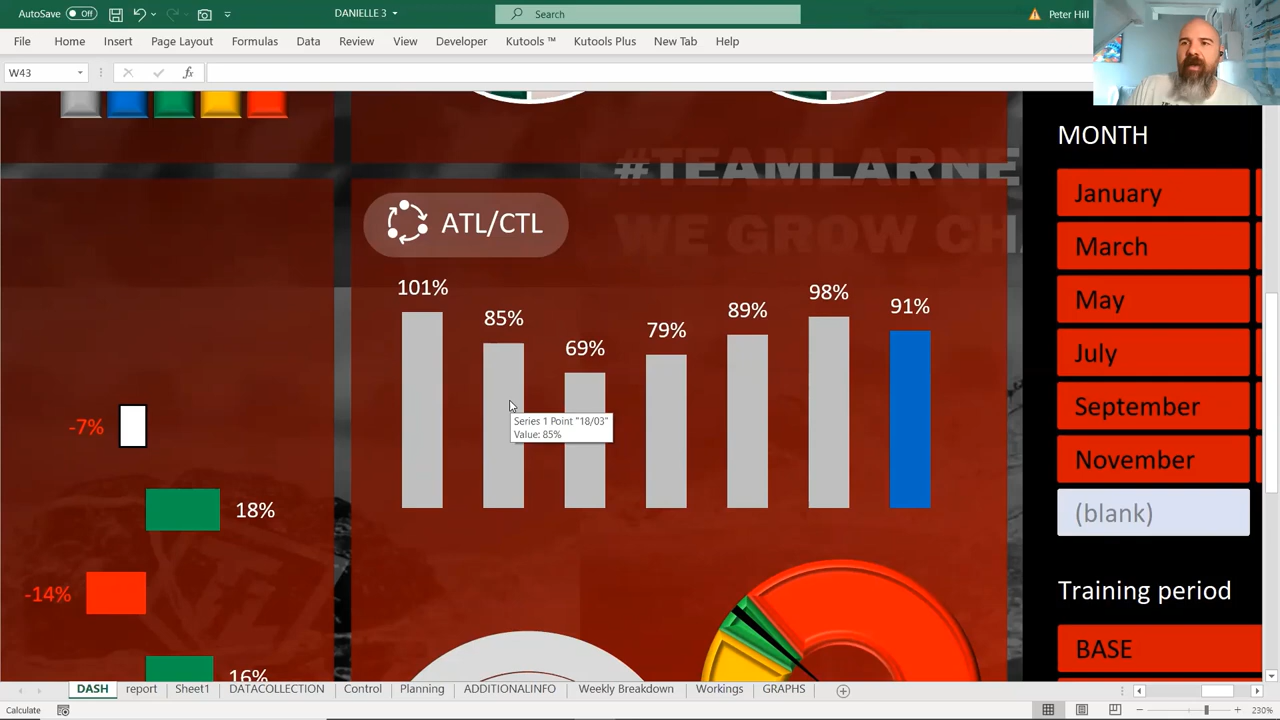 AutoSave Off DANIELLE 3 Search Peter Hill
File Home Insert Page Layout Formulas Data Review View Developer Kutools ™ Kutools Plus New Tab Help
W43 fx
#TEAMLARNE
WE GROW CHA
MONTH
January
March
May
July
September
November
(blank)
Training period
BASE
ATL/CTL
101% 85% 69% 79% 89% 98% 91%
Series 1 Point "18/03"
Value: 85%
-7%
18%
-14%
16%
DASH report Sheet1 DATACOLLECTION Control Planning ADDITIONALINFO Weekly Breakdown Workings GRAPHS
Calculate 230%